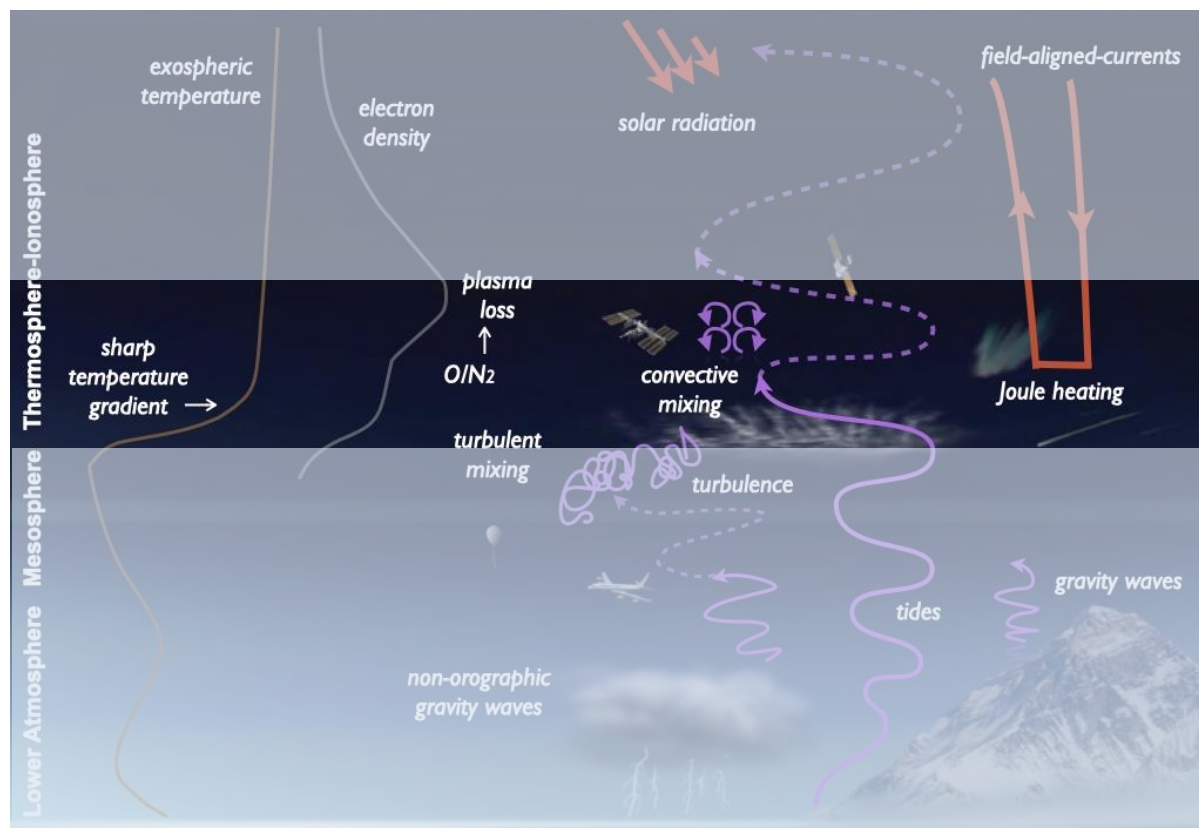 exospheric
temperature
electron
density
solar radiation
field-aligned-currents
Thermosphere-Ionosphere
plasma
loss
O/N2
sharp
temperature
gradient
convective
mixing
Joule heating
turbulent
mixing
turbulence
Mesosphere
gravity waves
tides
non-orographic
gravity waves
Lower Atmosphere